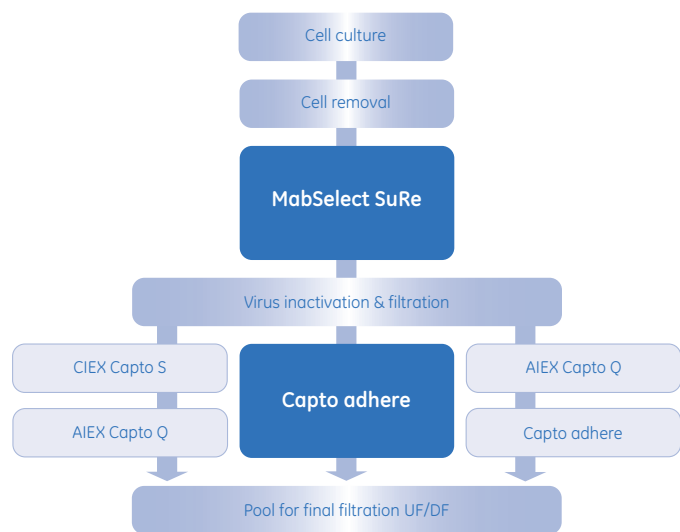 Cell culture
Cell removal
MabSelect SuRe
Virus inactivation & filtration
CIEX Capto S
AIEX Capto Q
Capto adhere
AIEX Capto Q
Capto adhere
Pool for final filtration UF/DF